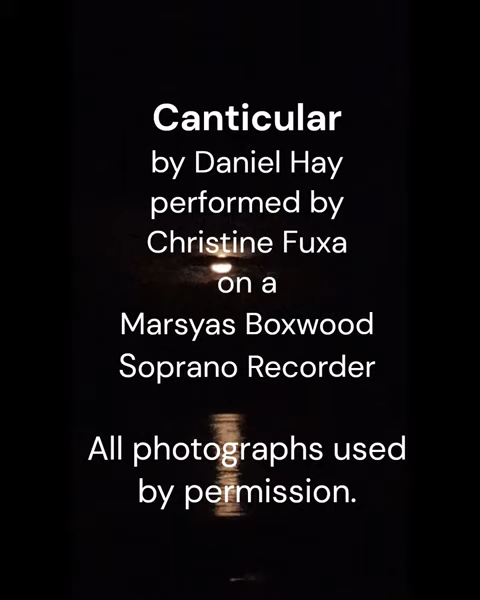 Canticular
by Daniel Hay
performed by
Christine Fuxa
on a
Marsyas Boxwood
Soprano Recorder
All photographs used
by permission.